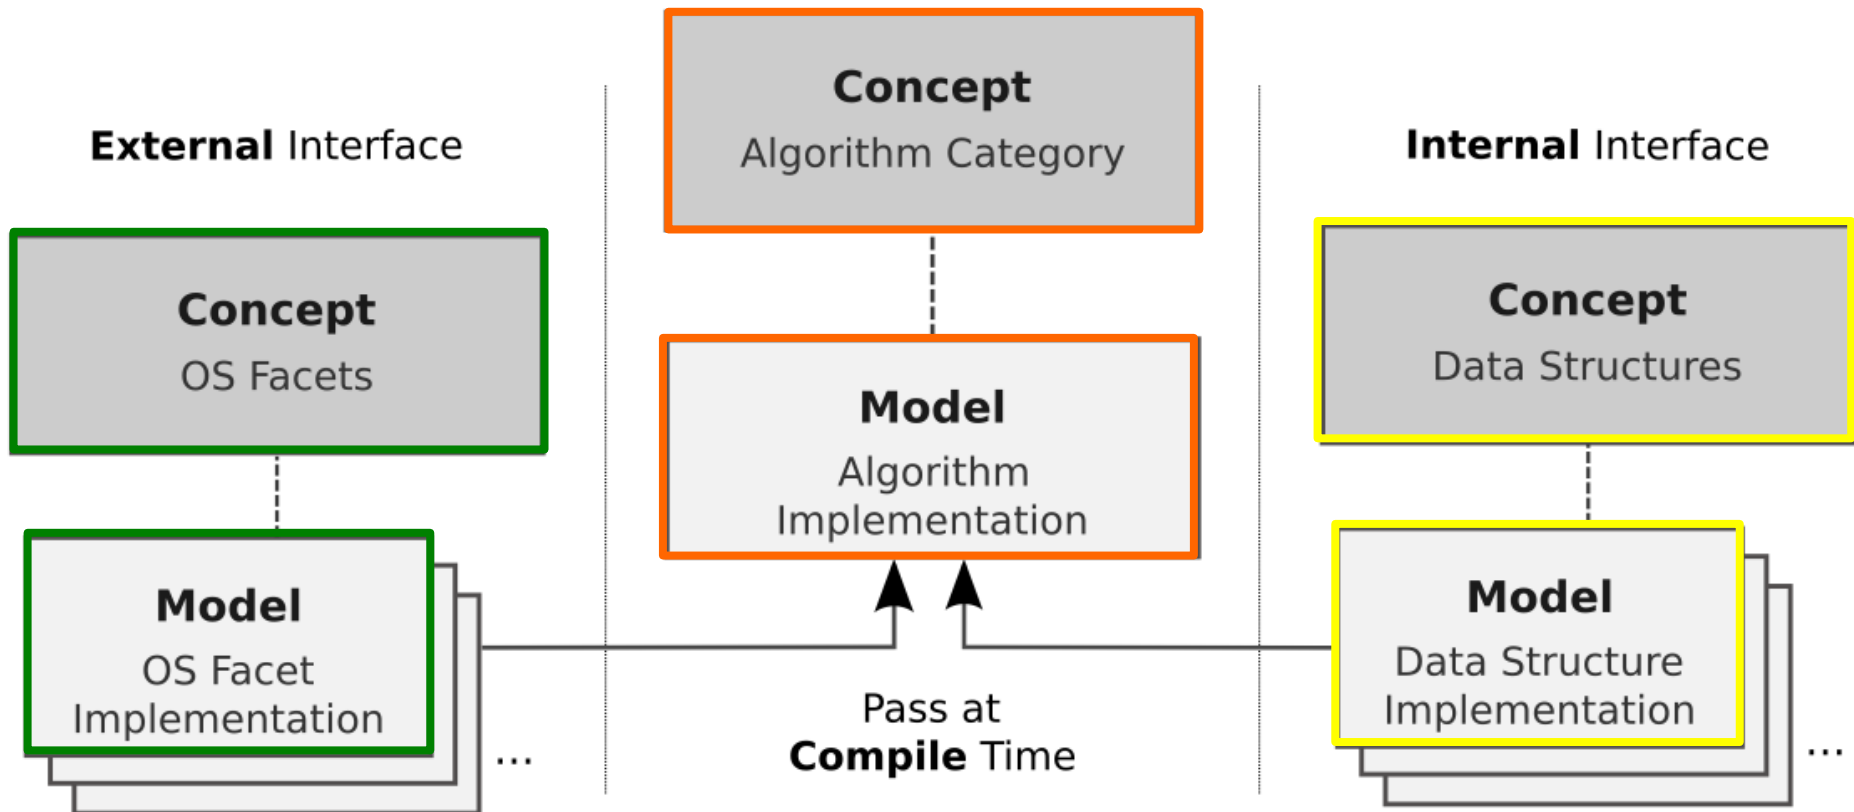 External Interface
Concept
OS Facets
Model
OS Facet
Implementation
...
Concept
Algorithm Category
Model
Algorithm
Implementation
Pass at
Compile Time
Internal Interface
Concept
Data Structures
Model
Data Structure
Implementation
...